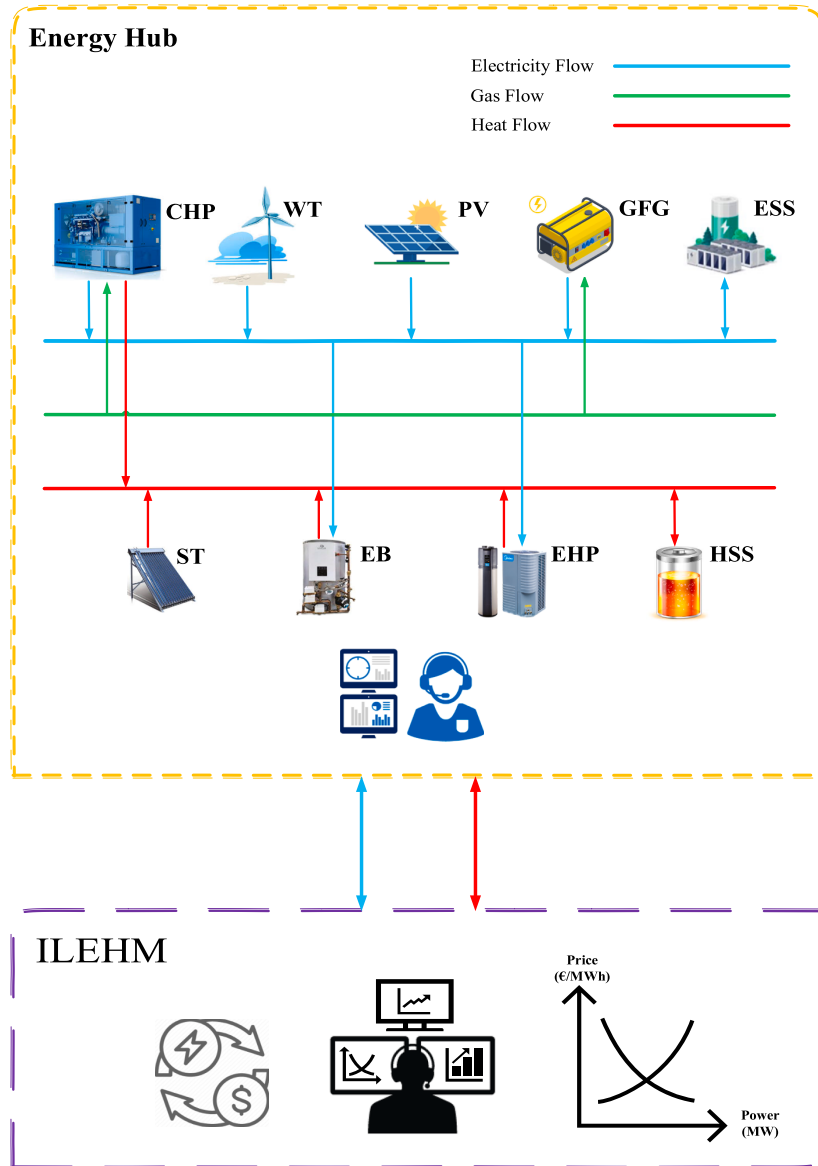 Energy Hub
Electricity Flow
Gas Flow
Heat Flow
CHP
WT
PV
GFG
ESS
ST
EB
EHP
HSS
ILEHM
Price
(€/MWh)
$
Power
(MW)